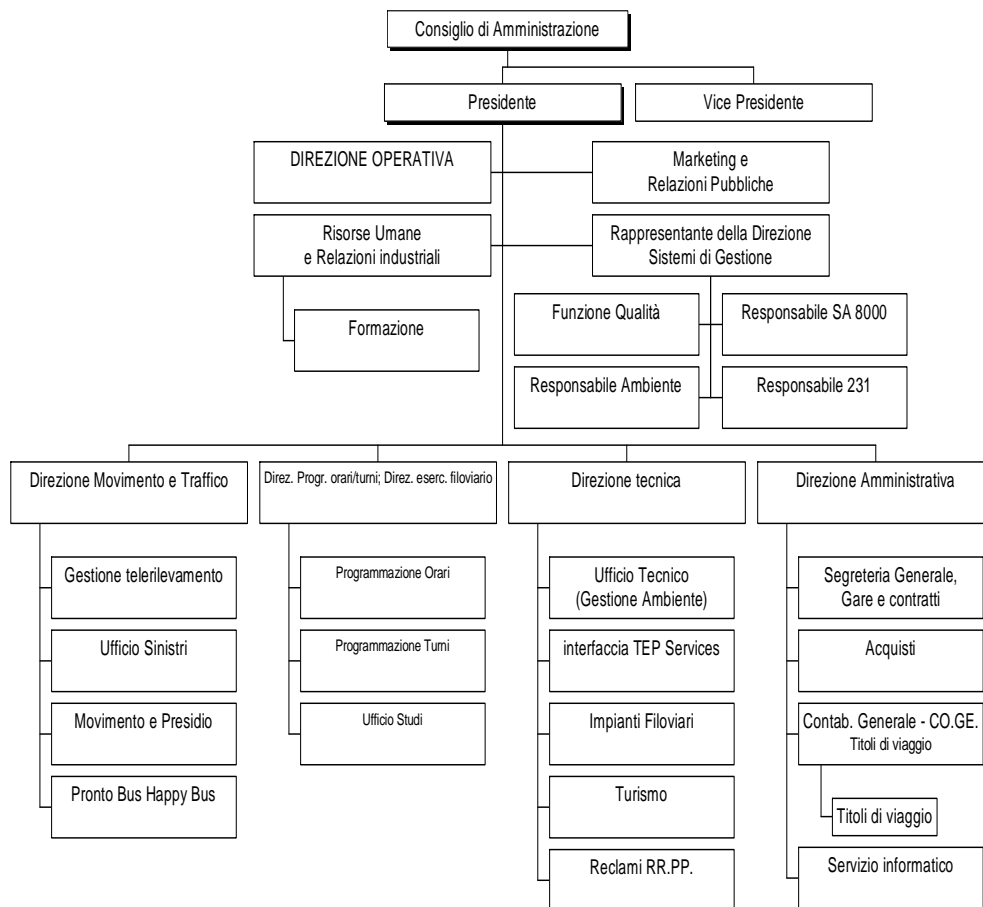 Consiglio di Amministrazione
Presidente
Vice Presidente
DIREZIONE OPERATIVA
Marketing e
Relazioni Pubbliche
Risorse Umane
e Relazioni industriali
Rappresentante della Direzione
Sistemi di Gestione
Formazione
Funzione Qualità
Responsabile SA 8000
Responsabile Ambiente
Responsabile 231
Direzione Movimento e Traffico
Direz. Progr. orari/turni; Direz. eserc. filoviario
Direzione tecnica
Direzione Amministrativa
Gestione telerilevamento
Ufficio Sinistri
Movimento e Presidio
Pronto Bus Happy Bus
Programmazione Orari
Programmazione Turni
Ufficio Studi
Ufficio Tecnico
(Gestione Ambiente)
interfaccia TEP Services
Impianti Filoviari
Turismo
Reclami RR.PP.
Segreteria Generale,
Gare e contratti
Acquisti
Contab. Generale - CO.GE.
Titoli di viaggio
Titoli di viaggio
Servizio informatico